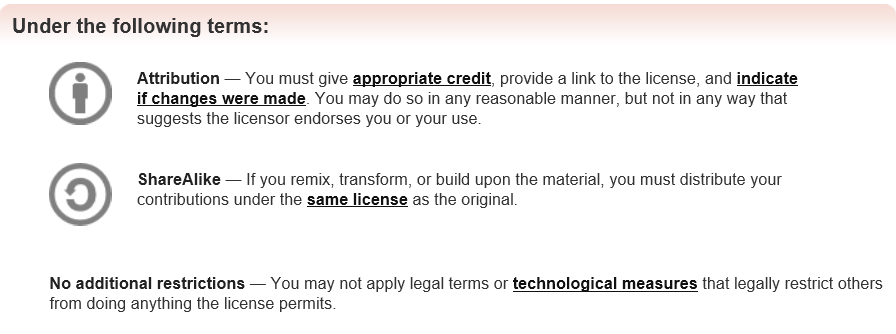 Under the following terms:
Attribution — You must give appropriate credit, provide a link to the license, and indicate
if changes were made. You may do so in any reasonable manner, but not in any way that
suggests the licensor endorses you or your use.
ShareAlike — If you remix, transform, or build upon the material, you must distribute your
contributions under the same license as the original.
No additional restrictions — You may not apply legal terms or technological measures that legally restrict others
from doing anything the license permits.